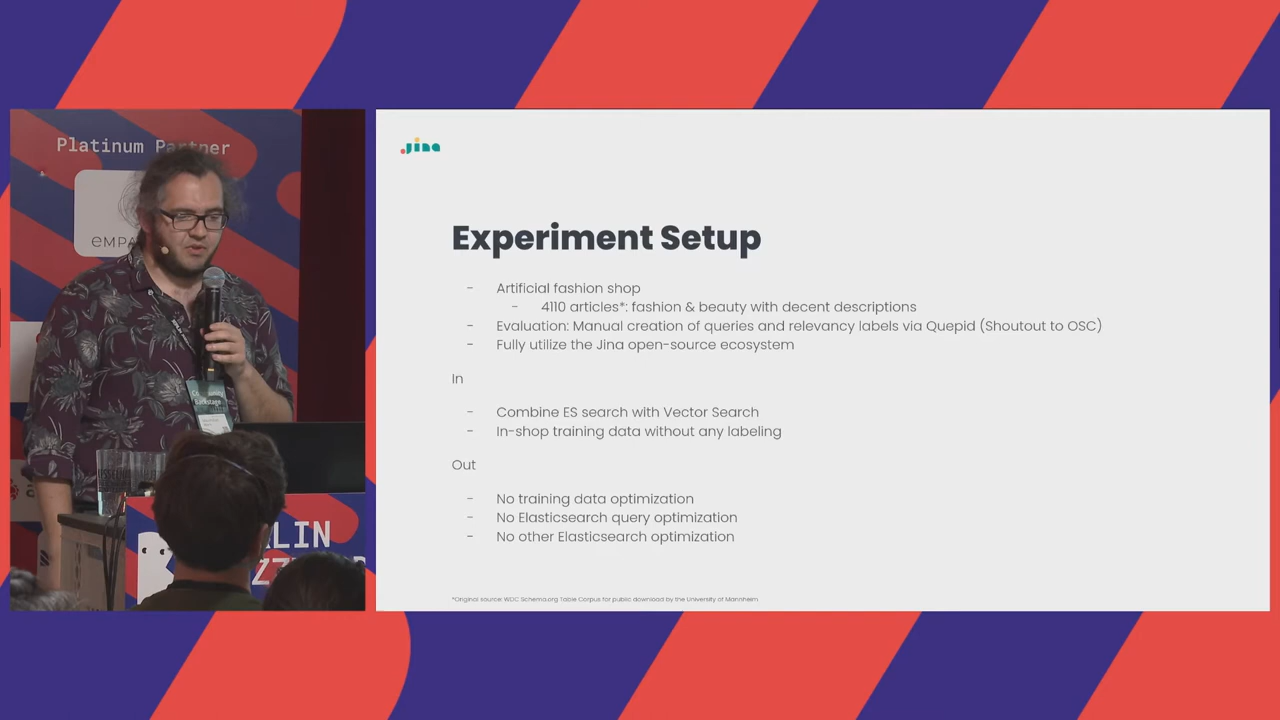 Platinum Partner
Jina
Experiment Setup
- Artificial fashion shop
- 4110 articles*: fashion & beauty with decent descriptions
- Evaluation: Manual creation of queries and relevancy labels via Quepid (Shoutout to OSC)
- Fully utilize the Jina open-source ecosystem
In
- Combine ES search with Vector Search
- In-shop training data without any labeling
Out
- No training data optimization
- No Elasticsearch query optimization
- No other Elasticsearch optimization
*Original source: WDC Schema.org Table Corpus for public download by the University of Mannheim